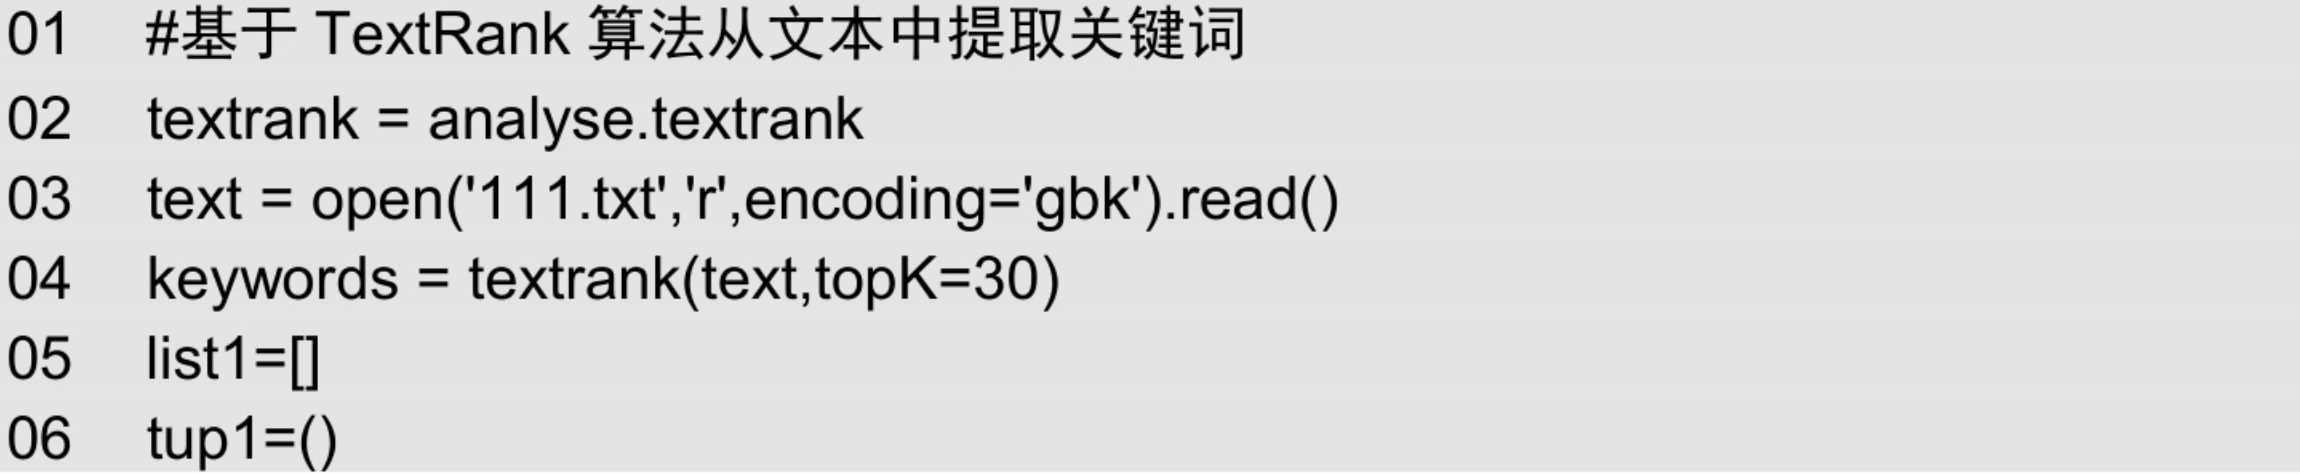 01 #基于 TextRank 算法从文本中提取关键词
02 textrank = analyse.textrank
03 text = open('111.txt','r',encoding='gbk').read()
04 keywords = textrank(text,topK=30)
05 list1=[]
06 tup1=()